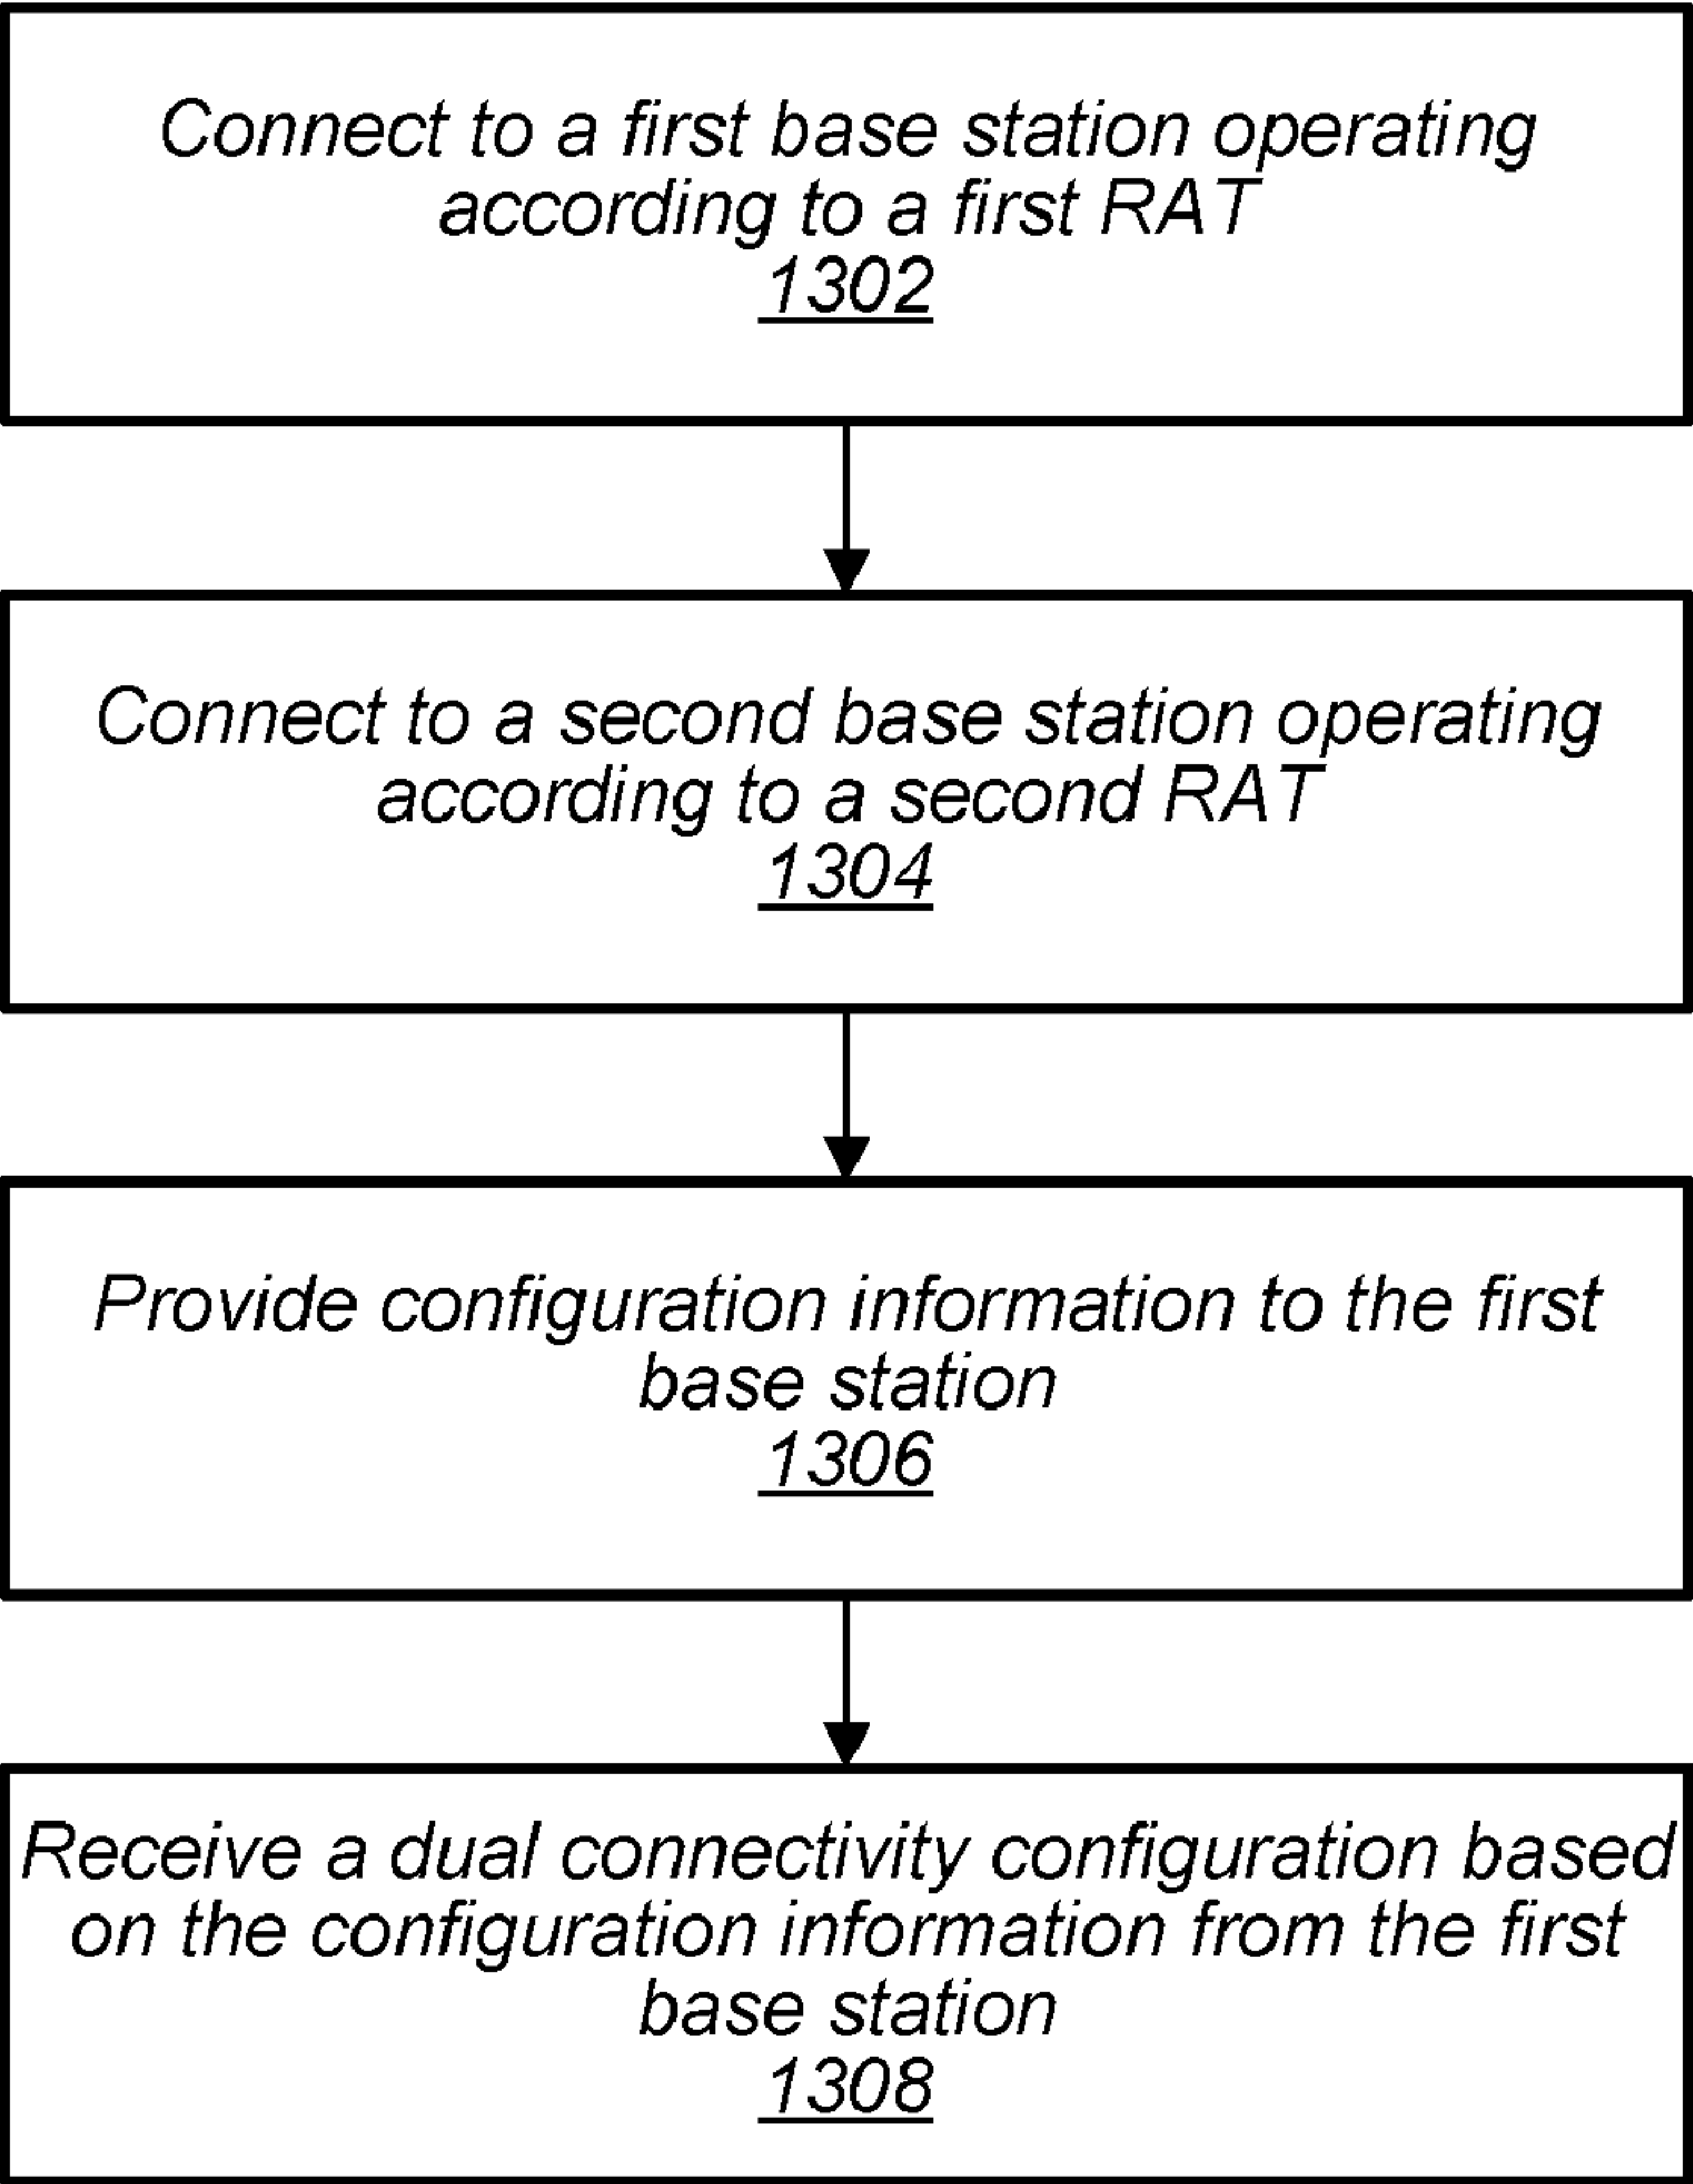 Connect to a first base station operating
according to a first RAT
1302
Connect to a second base station operating
according to a second RAT
1304
Provide configuration information to the first
base station
1306
Receive a dual connectivity configuration based
on the configuration information from the first
base station
1308